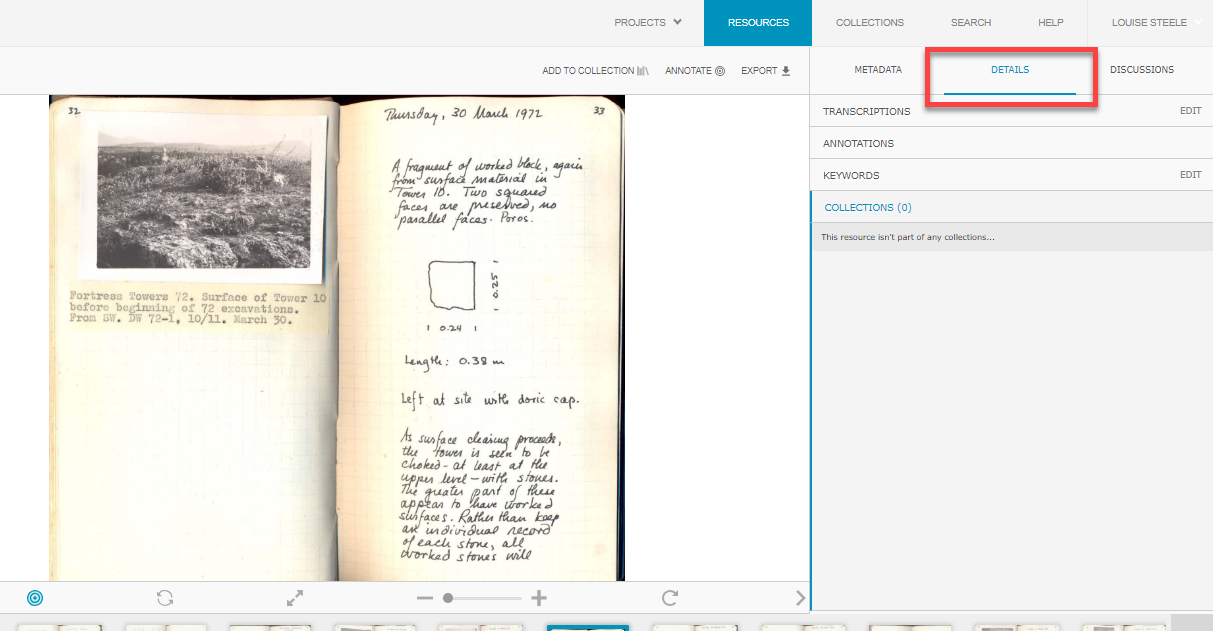 PROJECTS
RESOURCES
COLLECTIONS
SEARCH
HELP
LOUISE STEELE
ADD TO COLLECTION
ANNOTATE
EXPORT
METADATA
DETAILS
DISCUSSIONS
TRANSCRIPTIONS
EDIT
ANNOTATIONS
KEYWORDS
EDIT
COLLECTIONS (0)
This resource isn't part of any collections...
32
Fortress Towers 72. Surface of Tower 10
before beginning of 72 excavations.
From SW. DW 72-1, 10/11. March 30.
Thursday, 30 March 1972
33
A fragment of worked block, again
from surface material in
Tower 10. Two squared
faces are preserved, no
parallel faces. Poros.
0.25
0.24
Length: 0.38 m
Left at site with doric cap.
As surface clearing proceeds,
the tower is seen to be
choked - at least at the
upper level - with stones.
The greater part of these
appear to have worked
surfaces. Rather than keep
an individual record
of each stone, all
worked stones will